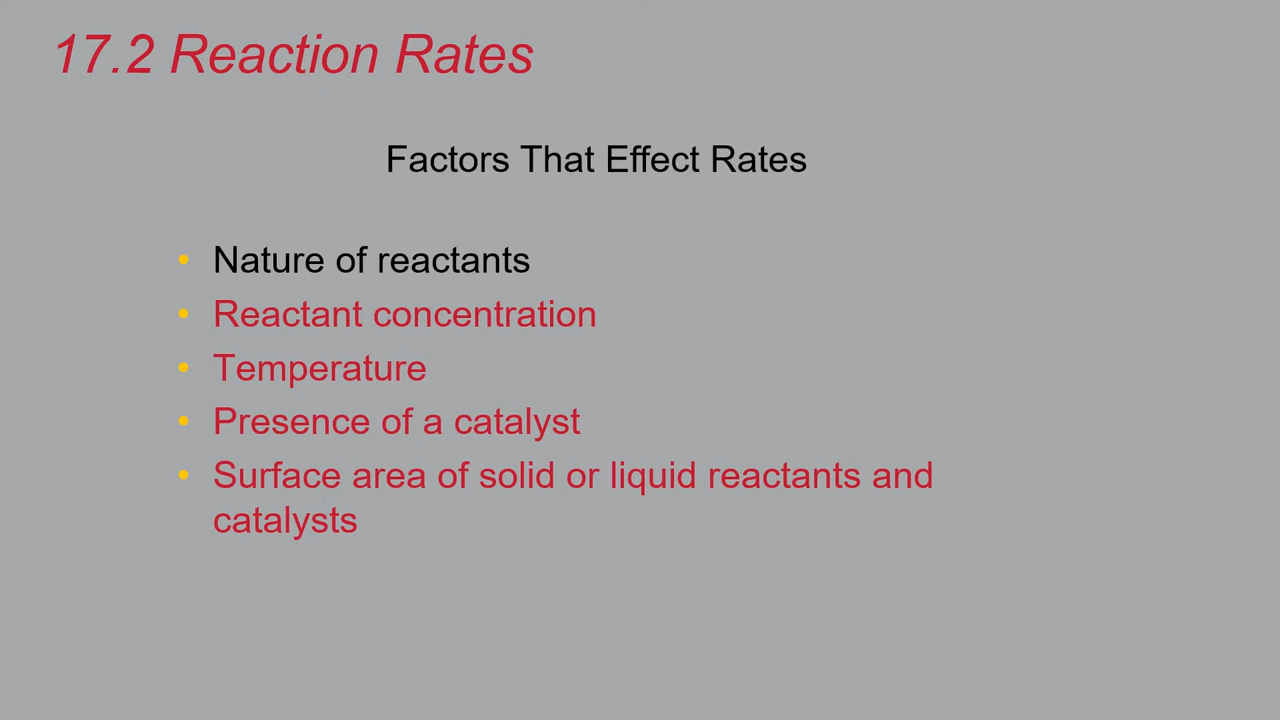 17.2 Reaction Rates
Factors That Effect Rates
• Nature of reactants
• Reactant concentration
• Temperature
• Presence of a catalyst
• Surface area of solid or liquid reactants and
catalysts